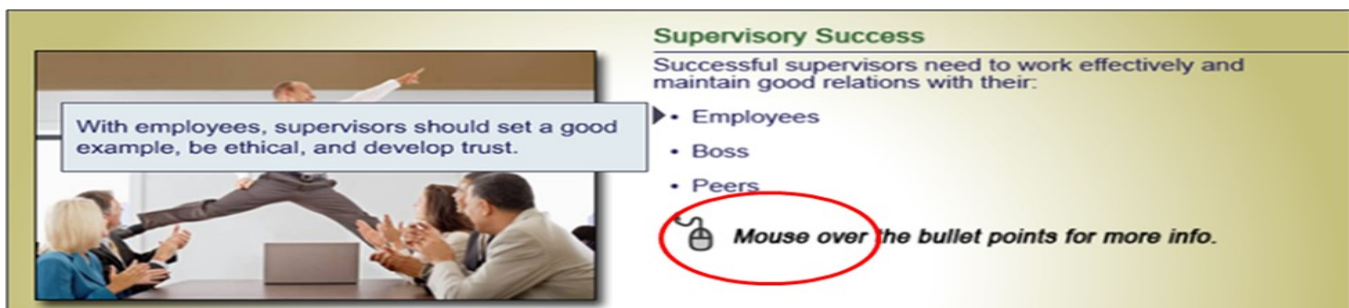 Supervisory Success
Successful supervisors need to work effectively and
maintain good relations with their:
• Employees
• Boss
• Peers
Mouse over the bullet points for more info.
With employees, supervisors should set a good
example, be ethical, and develop trust.